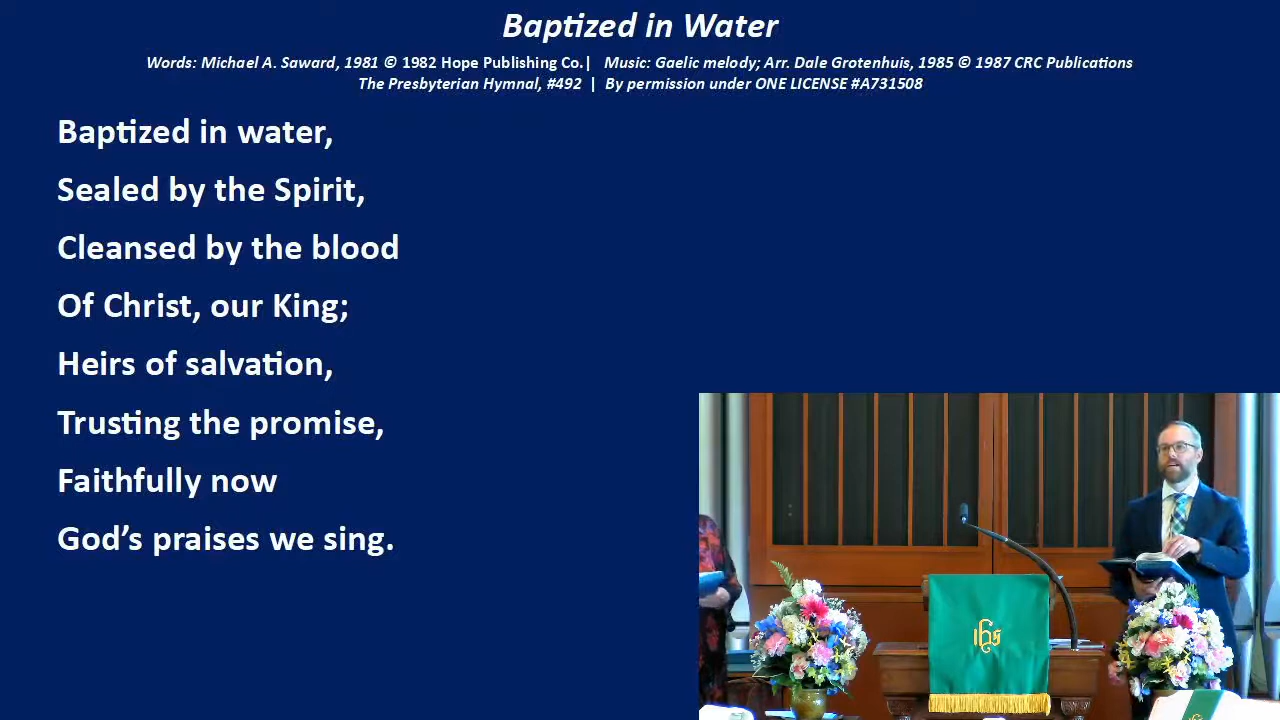 Baptized in Water
Words: Michael A. Saward, 1981 © 1982 Hope Publishing Co.| Music: Gaelic melody; Arr. Dale Grotenhuis, 1985 © 1987 CRC Publications
The Presbyterian Hymnal, #492 | By permission under ONE LICENSE #A731508
Baptized in water,
Sealed by the Spirit,
Cleansed by the blood
Of Christ, our King;
Heirs of salvation,
Trusting the promise,
Faithfully now
God’s praises we sing.
IHS